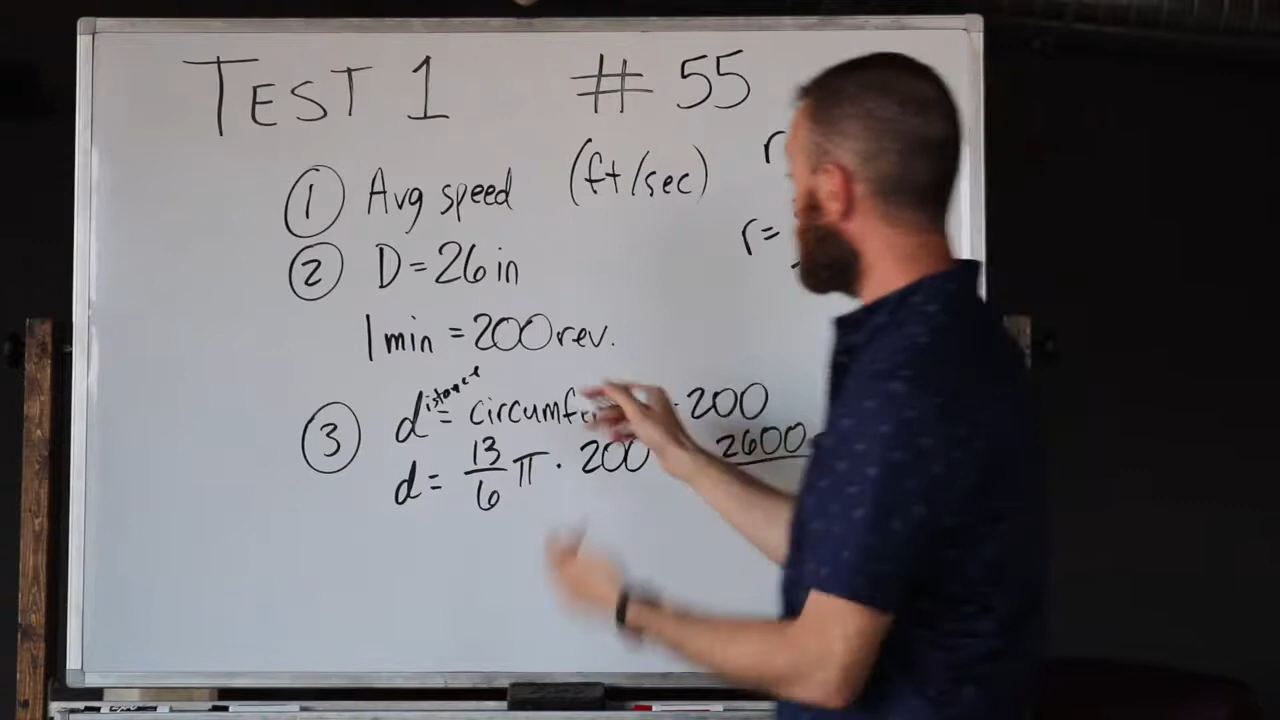 TEST 1 # 55
① Avg speed (ft/sec)
r
② D = 26 in
r =
1 min = 200 rev.
③ distance = · 200
d = 13/6 π · 200 2600